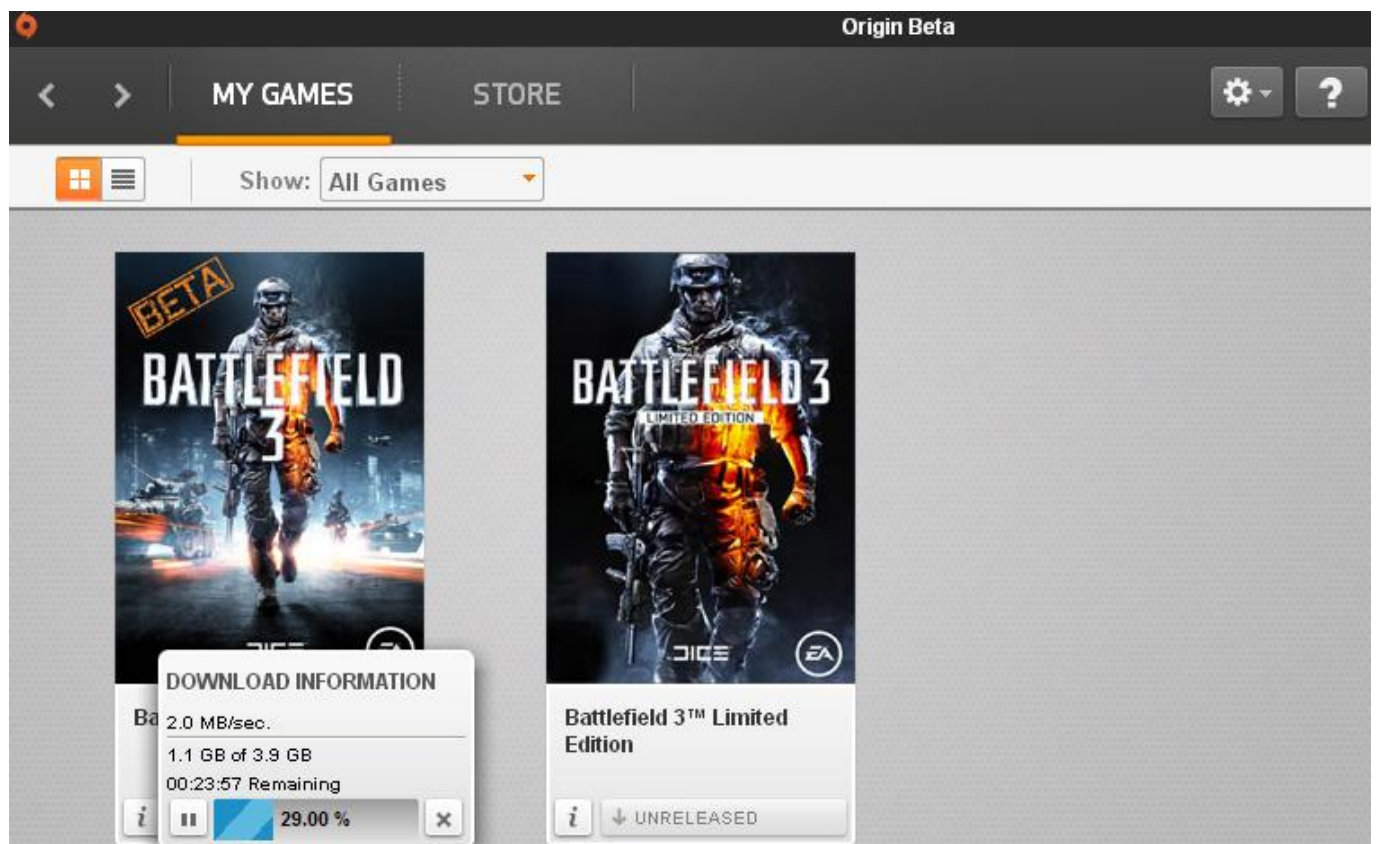 Origin Beta
MY GAMES
STORE
?
Show: All Games
BETA
BATTLEFIELD
3
DICE
BATTLEFIELD 3
LIMITED EDITION
DICE
EA
DOWNLOAD INFORMATION
2.0 MB/sec.
1.1 GB of 3.9 GB
00:23:57 Remaining
29.00 %
Ba
i
Battlefield 3™ Limited
Edition
i
UNRELEASED